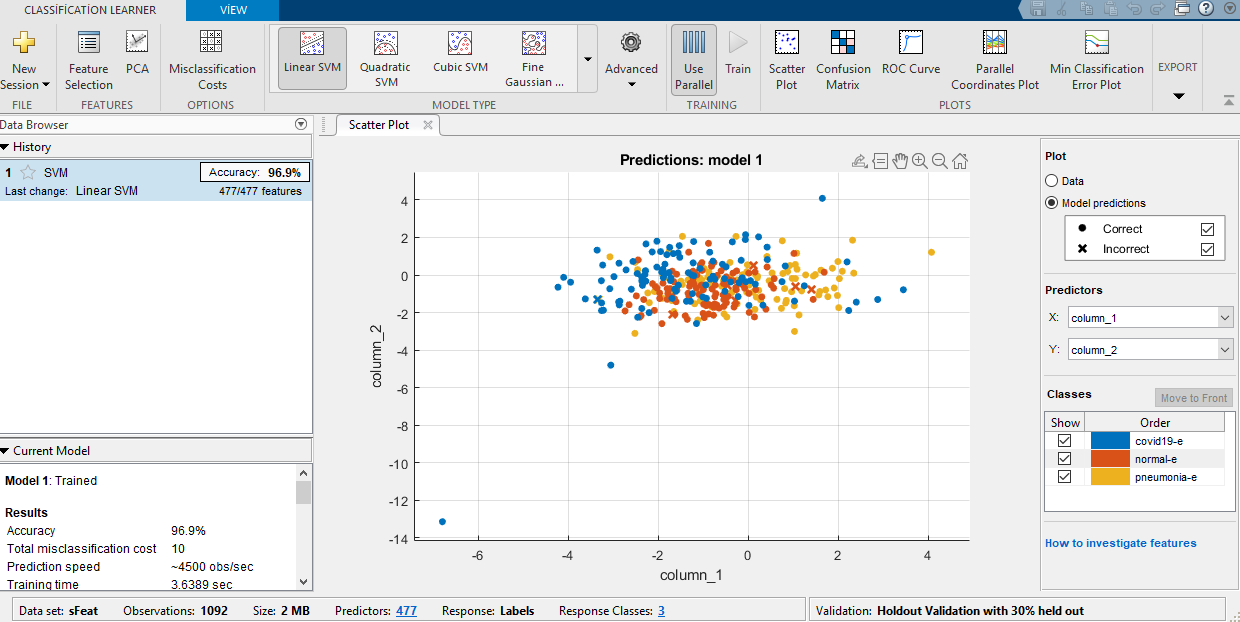 CLASSIFICATION LEARNER
VIEW
New Session
Feature Selection
PCA
Misclassification Costs
Linear SVM
Quadratic SVM
Cubic SVM
Fine Gaussian ...
Advanced
Use Parallel
Train
Scatter Plot
Confusion Matrix
ROC Curve
Parallel Coordinates Plot
Min Classification Error Plot
EXPORT
FILE
FEATURES
OPTIONS
MODEL TYPE
TRAINING
PLOTS
Data Browser
History
1 SVM Accuracy: 96.9%
Last change: Linear SVM 477/477 features
Current Model
Model 1: Trained
Results
Accuracy 96.9%
Total misclassification cost 10
Prediction speed ~4500 obs/sec
Training time 3.6389 sec
Scatter Plot
Predictions: model 1
4
2
0
-2
-4
-6
-8
-10
-12
-14
column_2
-6 -4 -2 0 2 4
column_1
Plot
Data
Model predictions
Correct
Incorrect
Predictors
X: column_1
Y: column_2
Classes Move to Front
Show Order
covid19-e
normal-e
pneumonia-e
How to investigate features
Data set: sFeat Observations: 1092 Size: 2 MB Predictors: 477 Response: Labels Response Classes: 3
Validation: Holdout Validation with 30% held out